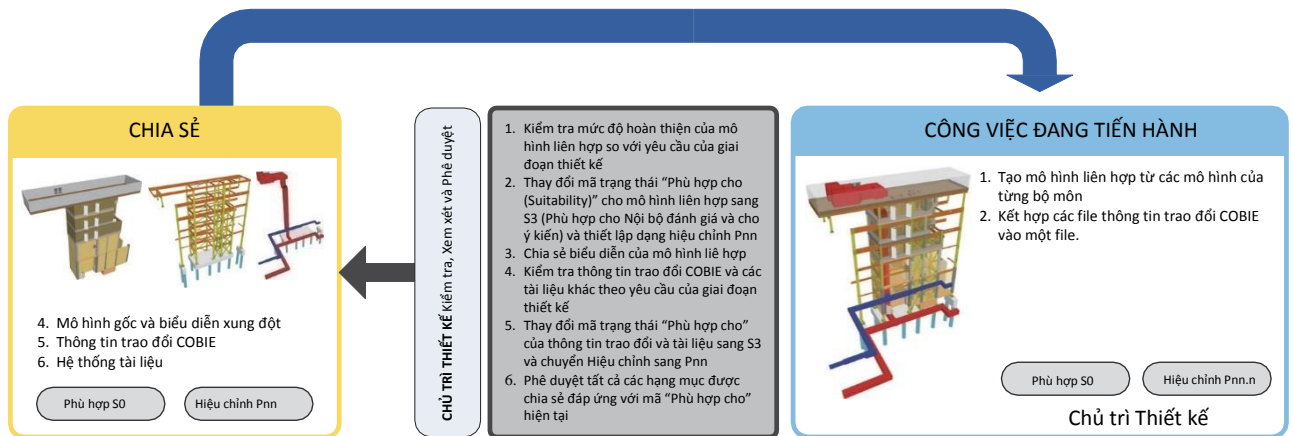 CHIA SẺ
4. Mô hình gốc và biểu diễn xung đột
5. Thông tin trao đổi COBIE
6. Hệ thống tài liệu
Phù hợp S0
Hiệu chỉnh Pnn
CHỦ TRÌ THIẾT KẾ Kiểm tra, Xem xét và Phê duyệt
1. Kiểm tra mức độ hoàn thiện của mô
hình liên hợp so với yêu cầu của giai
đoạn thiết kế
2. Thay đổi mã trạng thái “Phù hợp cho
(Suitability)” cho mô hình liên hợp sang
S3 (Phù hợp cho Nội bộ đánh giá và cho
ý kiến) và thiết lập dạng hiệu chỉnh Pnn
3. Chia sẻ biểu diễn của mô hình liê hợp
4. Kiểm tra thông tin trao đổi COBIE và các
tài liệu khác theo yêu cầu của giai đoạn
thiết kế
5. Thay đổi mã trạng thái “Phù hợp cho”
của thông tin trao đổi và tài liệu sang S3
và chuyển Hiệu chỉnh sang Pnn
6. Phê duyệt tất cả các hạng mục được
chia sẻ đáp ứng với mã “Phù hợp cho”
hiện tại
CÔNG VIỆC ĐANG TIẾN HÀNH
1. Tạo mô hình liên hợp từ các mô hình của
từng bộ môn
2. Kết hợp các file thông tin trao đổi COBIE
vào một file.
Phù hợp S0
Hiệu chỉnh Pnn.n
Chủ trì Thiết kế